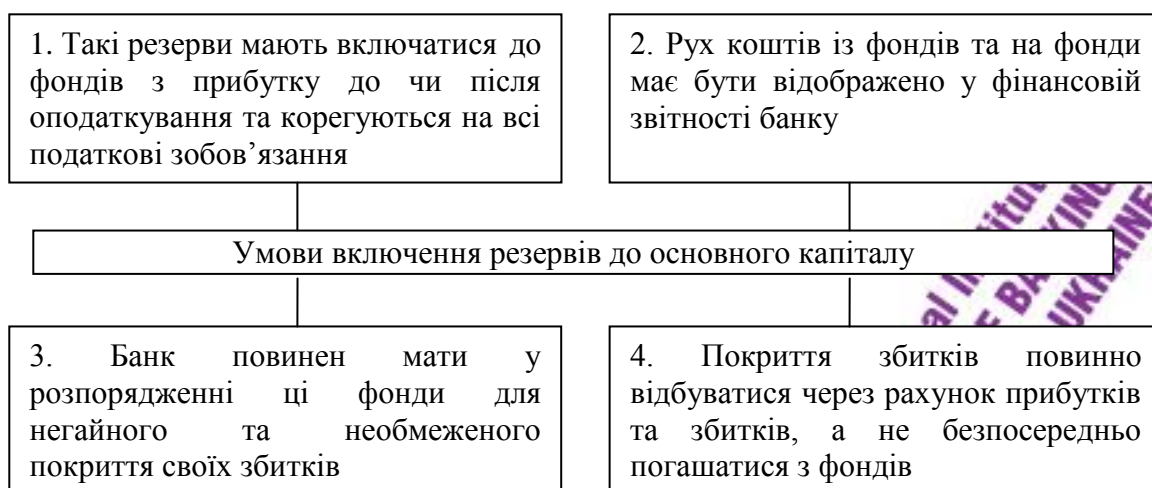 1. Такі резерви мають включатися до
фондів з прибутку до чи після
оподаткування та корегуються на всі
податкові зобов’язання
2. Рух коштів із фондів та на фонди
має бути відображено у фінансовій
звітності банку
Умови включення резервів до основного капіталу
3. Банк повинен мати у
розпорядженні ці фонди для
негайного та необмеженого
покриття своїх збитків
4. Покриття збитків повинно
відбуватися через рахунок прибутків
та збитків, а не безпосередньо
погашатися з фондів